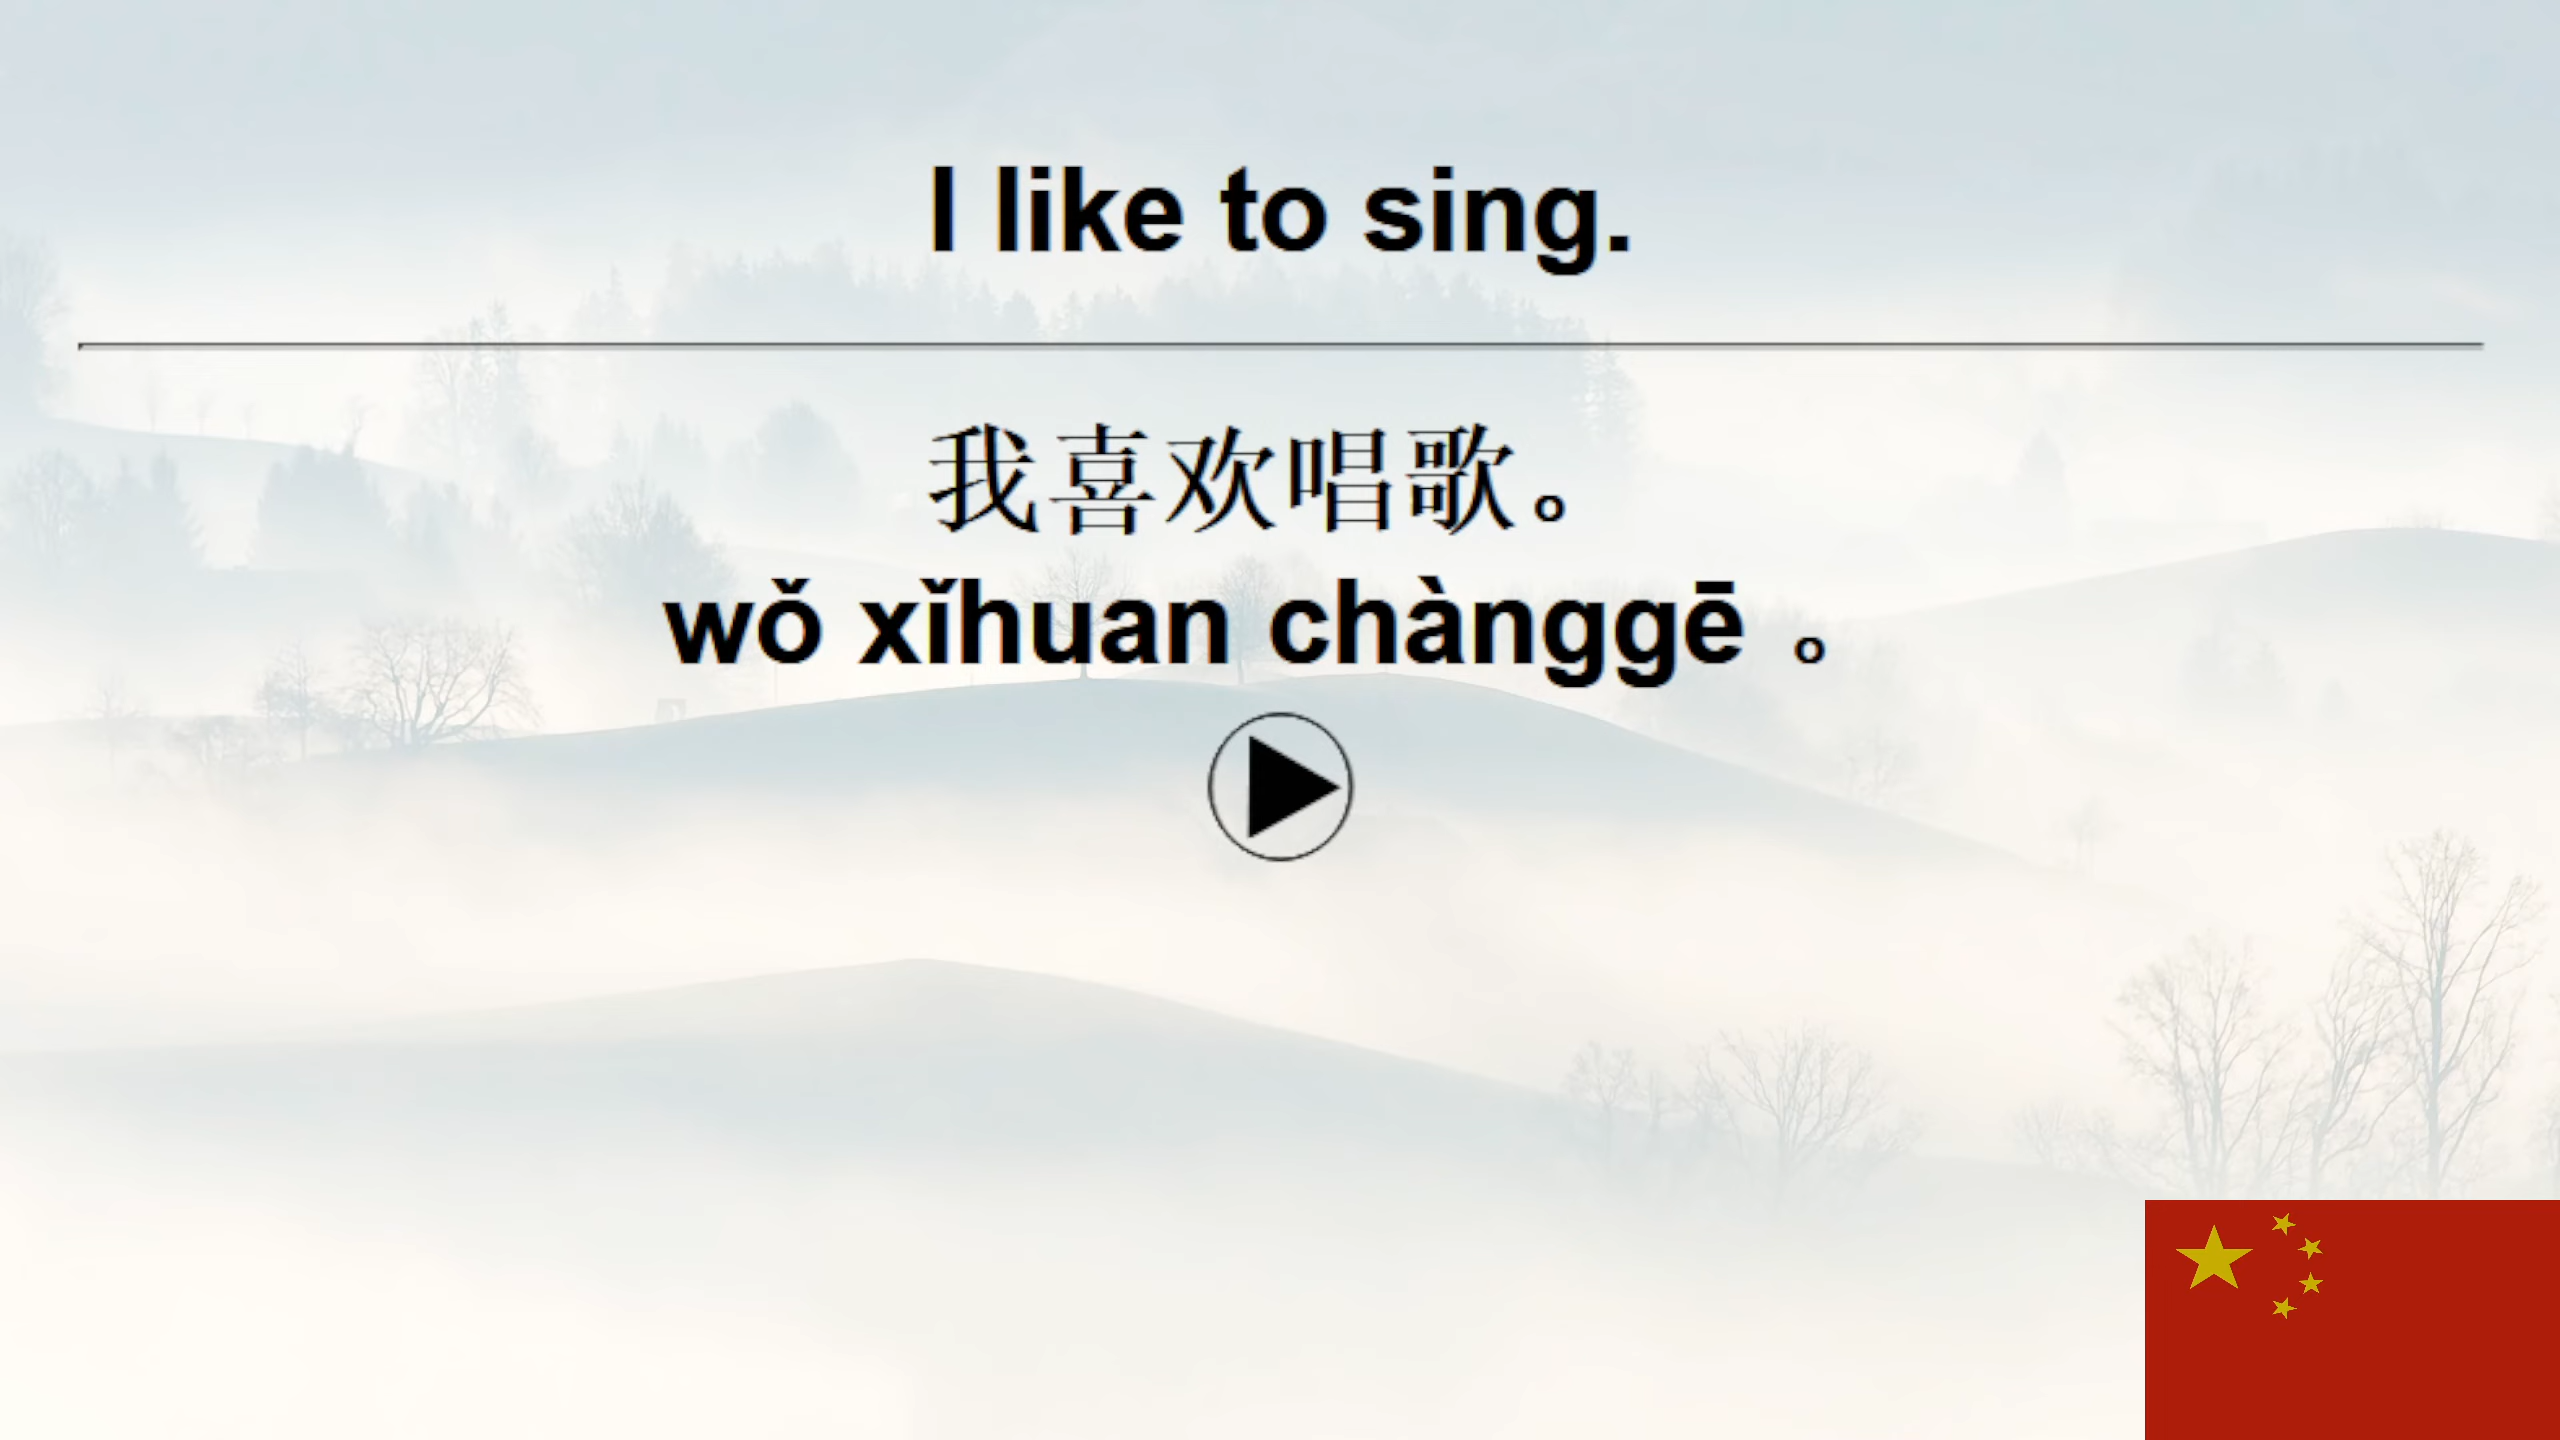 I like to sing.
我喜欢唱歌。
wǒ xǐhuan chànggē 。